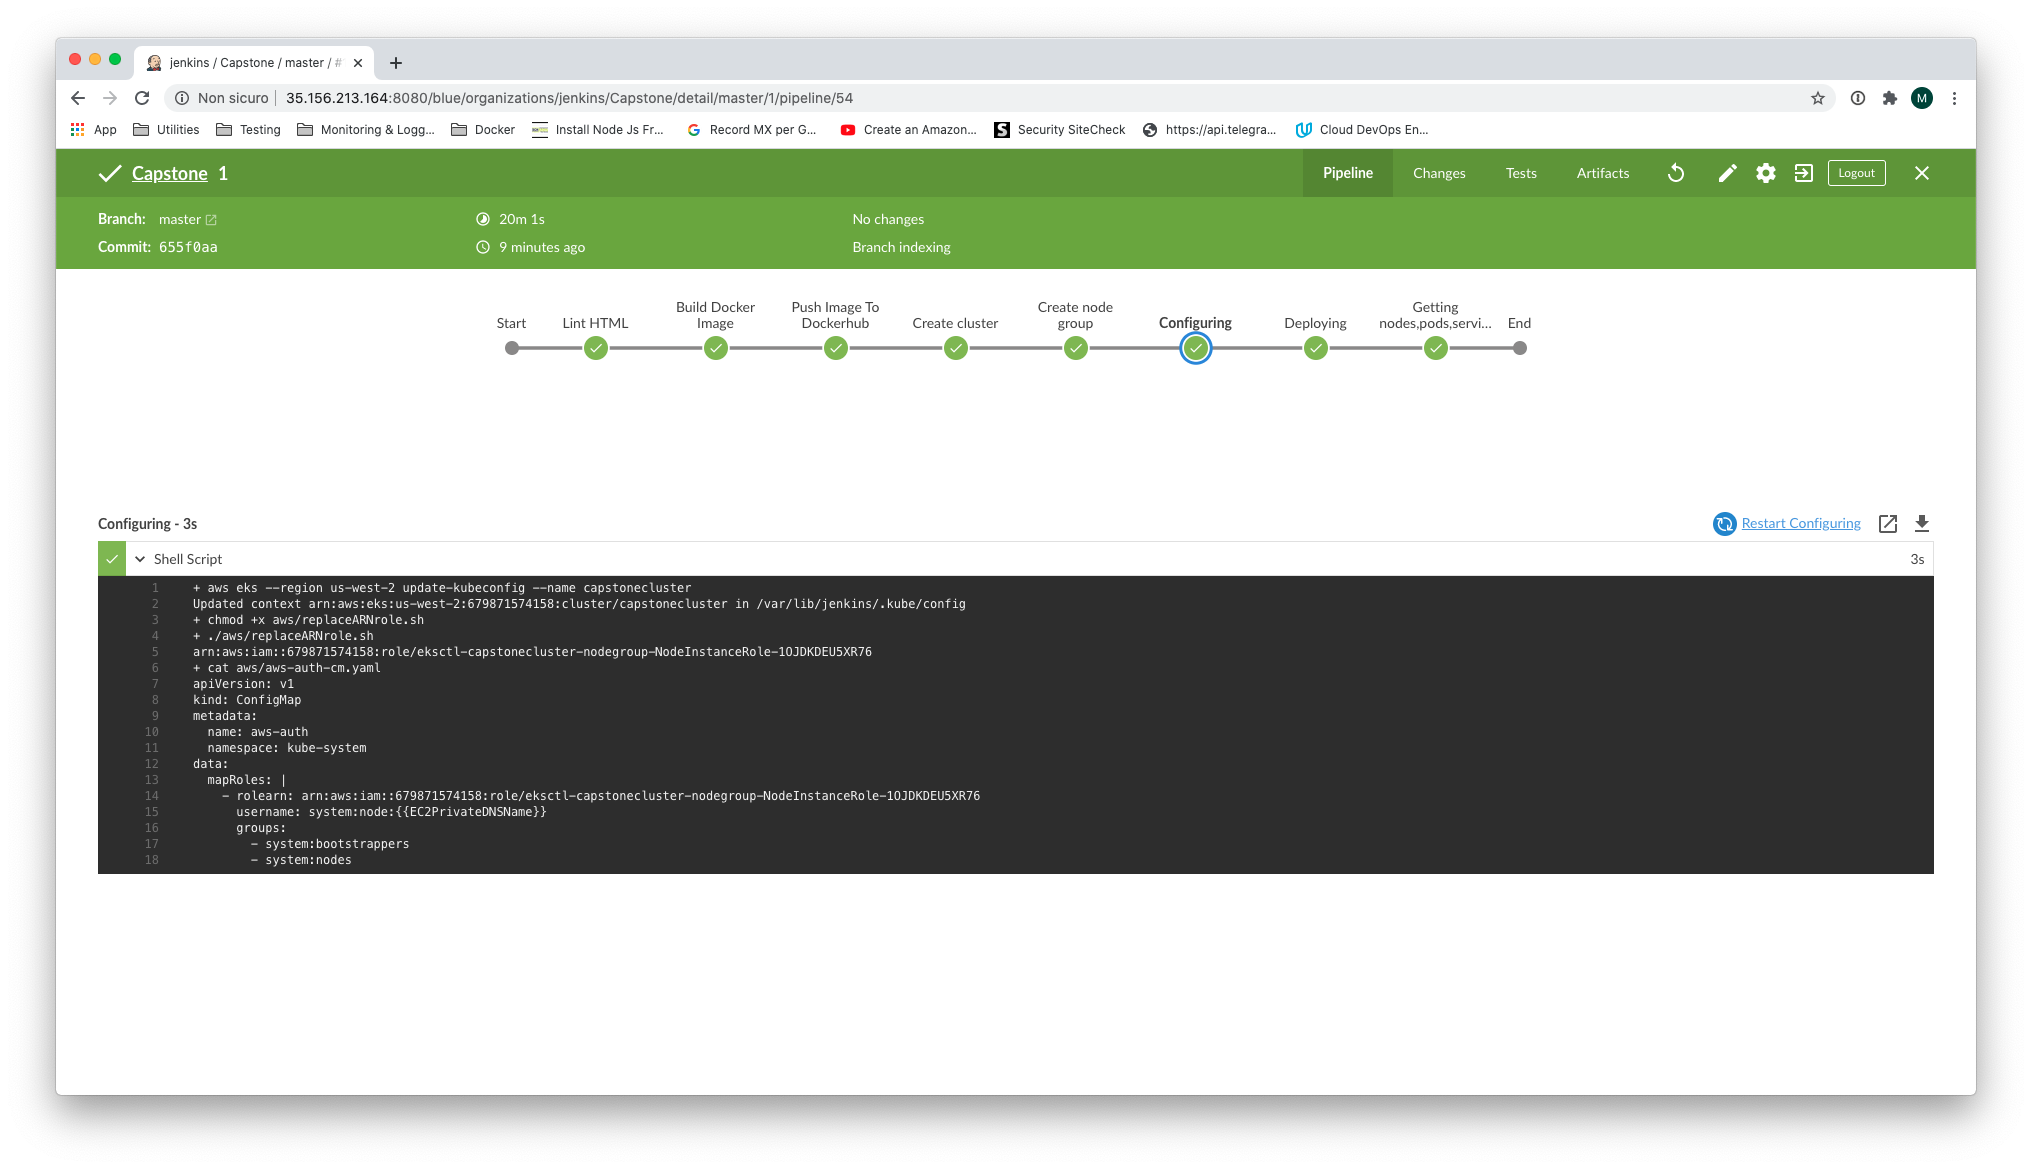 jenkins / Capstone / master / #
Non sicuro 35.156.213.164:8080/blue/organizations/jenkins/Capstone/detail/master/1/pipeline/54
M
App Utilities Testing Monitoring & Logg... Docker Install Node Js Fr... Record MX per G... Create an Amazon... Security SiteCheck https://api.telegra... Cloud DevOps En...
Capstone 1 Pipeline Changes Tests Artifacts Logout
Branch: master 20m 1s No changes
Commit: 655f0aa 9 minutes ago Branch indexing
Start
Lint HTML
Build Docker
Image
Push Image To
Dockerhub
Create cluster
Create node
group
Configuring
Deploying
Getting
nodes,pods,servi...
End
Configuring - 3s Restart Configuring
Shell Script 3s
1 + aws eks --region us-west-2 update-kubeconfig --name capstonecluster
2 Updated context arn:aws:eks:us-west-2:679871574158:cluster/capstonecluster in /var/lib/jenkins/.kube/config
3 + chmod +x aws/replaceARNrole.sh
4 + ./aws/replaceARNrole.sh
5 arn:aws:iam::679871574158:role/eksctl-capstonecluster-nodegroup-NodeInstanceRole-1OJDKDEU5XR76
6 + cat aws/aws-auth-cm.yaml
7 apiVersion: v1
8 kind: ConfigMap
9 metadata:
10 name: aws-auth
11 namespace: kube-system
12 data:
13 mapRoles: |
14 - rolearn: arn:aws:iam::679871574158:role/eksctl-capstonecluster-nodegroup-NodeInstanceRole-1OJDKDEU5XR76
15 username: system:node:{{EC2PrivateDNSName}}
16 groups:
17 - system:bootstrappers
18 - system:nodes